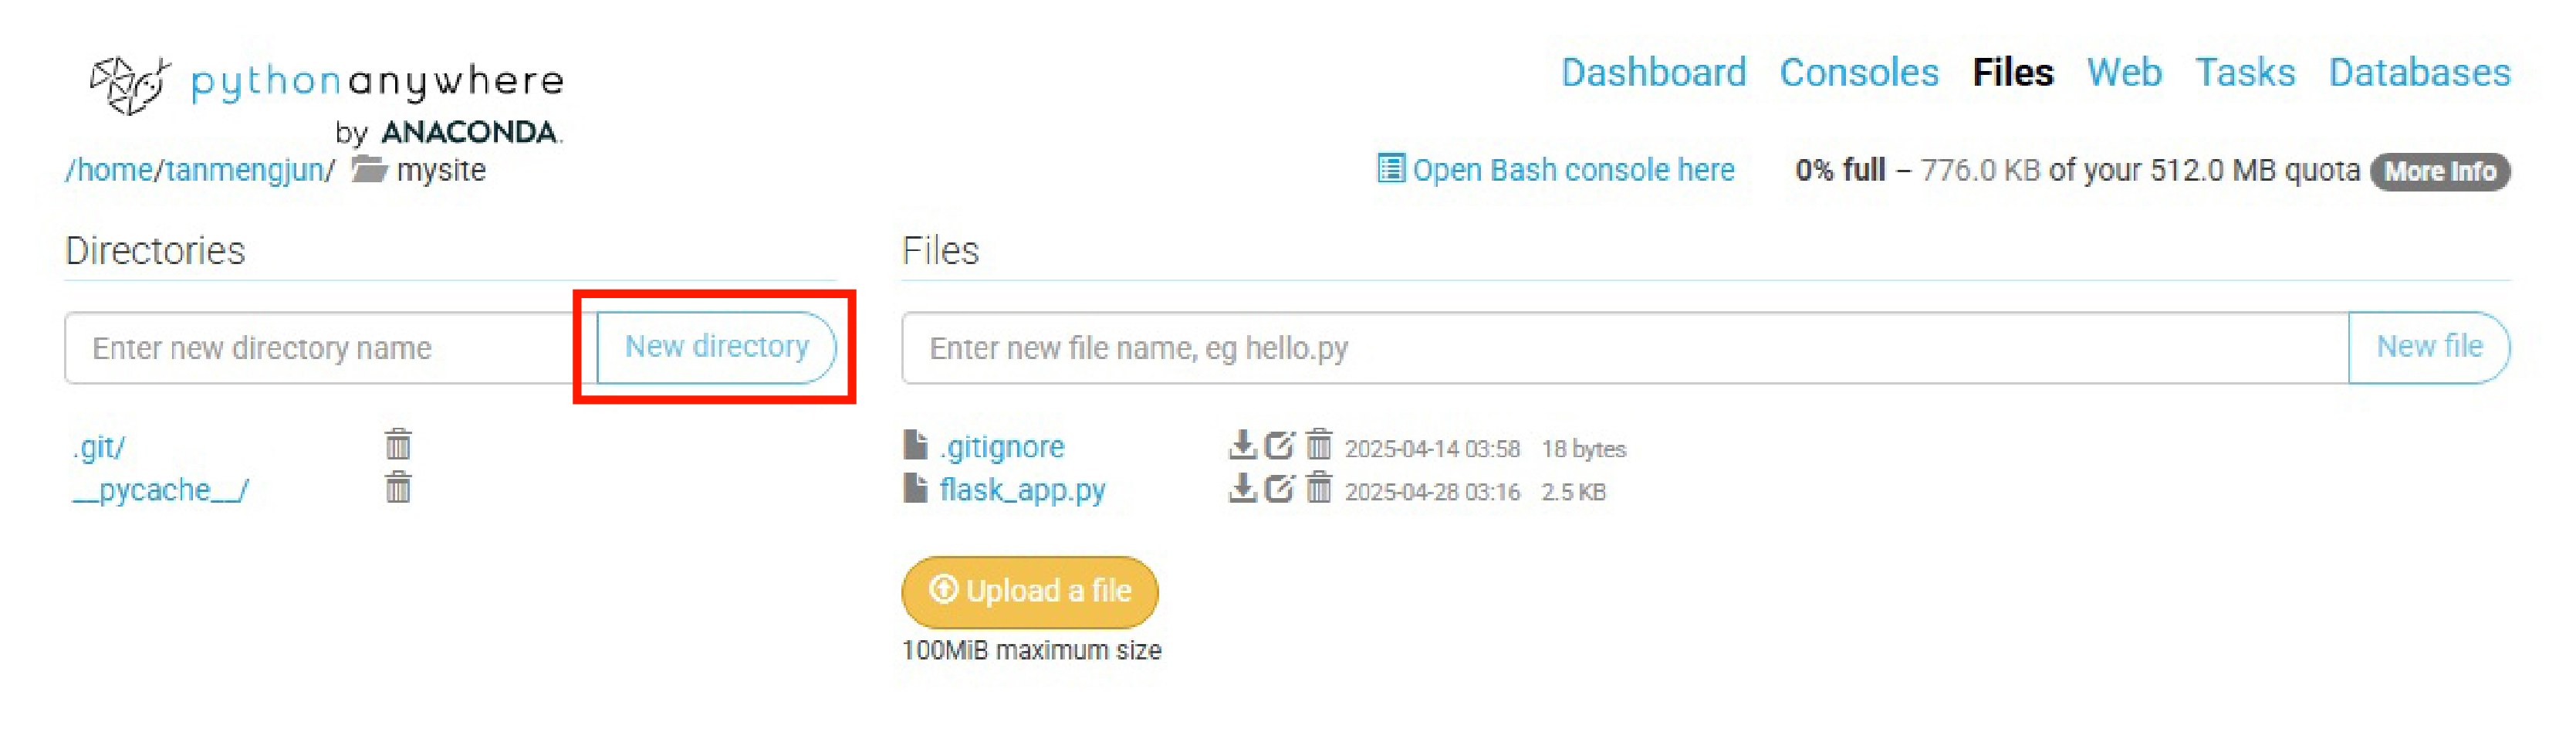 pythonanywhere
by ANACONDA.
Dashboard Consoles Files Web Tasks Databases
/home/tanmengjun/ mysite
Open Bash console here
0% full – 776.0 KB of your 512.0 MB quota More Info
Directories
Enter new directory name New directory
.git/
__pycache__/
Files
Enter new file name, eg hello.py New file
.gitignore 2025-04-14 03:58 18 bytes
flask_app.py 2025-04-28 03:16 2.5 KB
Upload a file
100MiB maximum size